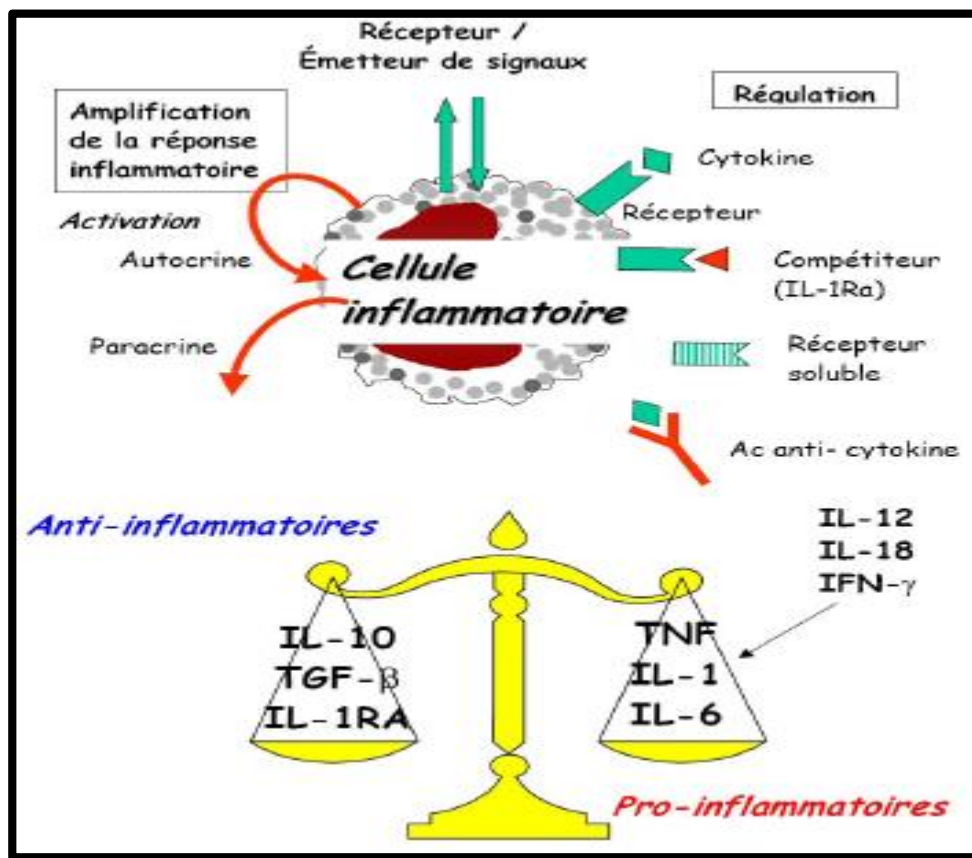 Récepteur /
Émetteur de signaux
Amplification
de la réponse
inflammatoire
Régulation
Cytokine
Récepteur
Activation
Autocrine
Cellule
inflammatoire
Compétiteur
(IL-1Ra)
Paracrine
Récepteur
soluble
Ac anti- cytokine
Anti-inflammatoires
IL-12
IL-18
IFN-γ
IL-10
TGF-β
IL-1RA
TNF
IL-1
IL-6
Pro-inflammatoires